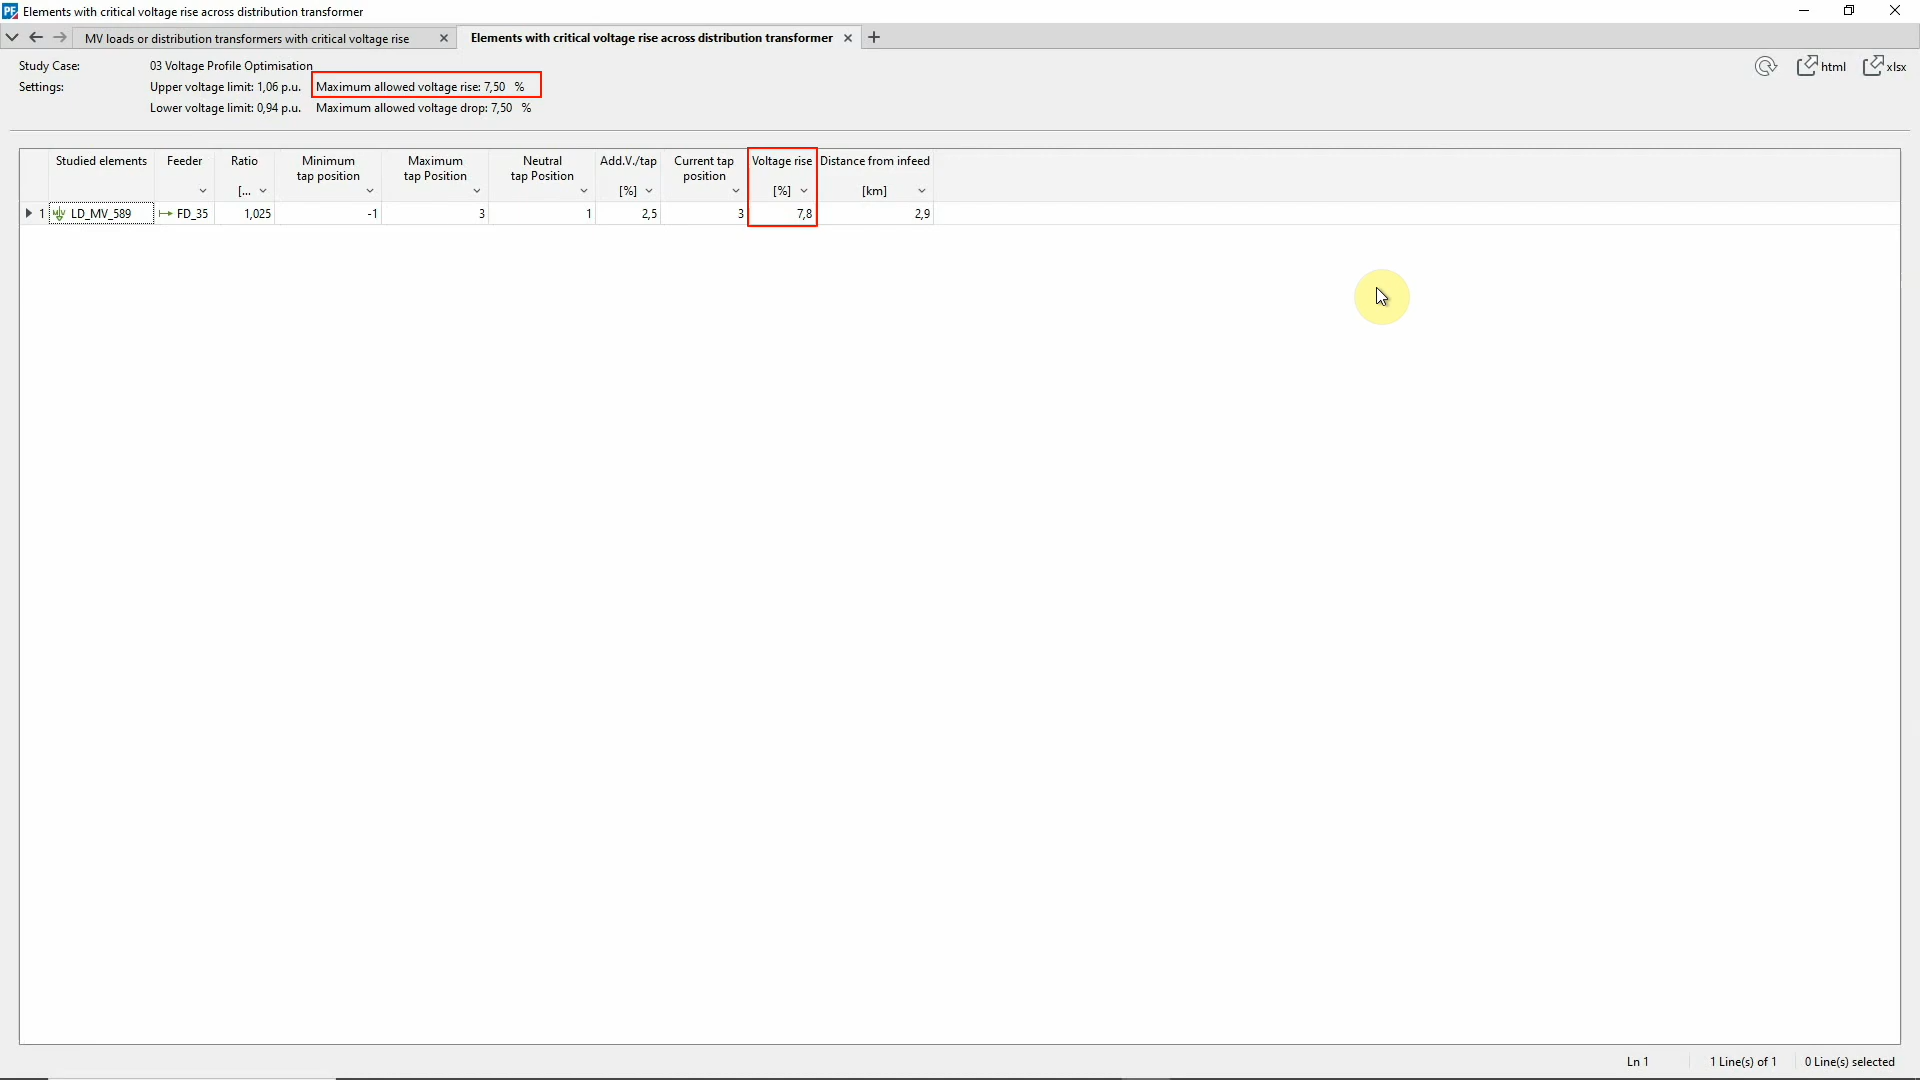 PF Elements with critical voltage rise across distribution transformer
MV loads or distribution transformers with critical voltage rise
Elements with critical voltage rise across distribution transformer
Study Case: 03 Voltage Profile Optimisation
html xlsx
Settings: Upper voltage limit: 1,06 p.u. Maximum allowed voltage rise: 7,50 %
Lower voltage limit: 0,94 p.u. Maximum allowed voltage drop: 7,50 %
Studied elements Feeder Ratio Minimum Maximum Neutral Add.V./tap Current tap Voltage rise Distance from infeed
tap position tap Position tap Position position
[... [%] [%] [km]
1 LD_MV_589 FD_35 1,025 -1 3 1 2,5 3 7,8 2,9
Ln 1 1 Line(s) of 1 0 Line(s) selected